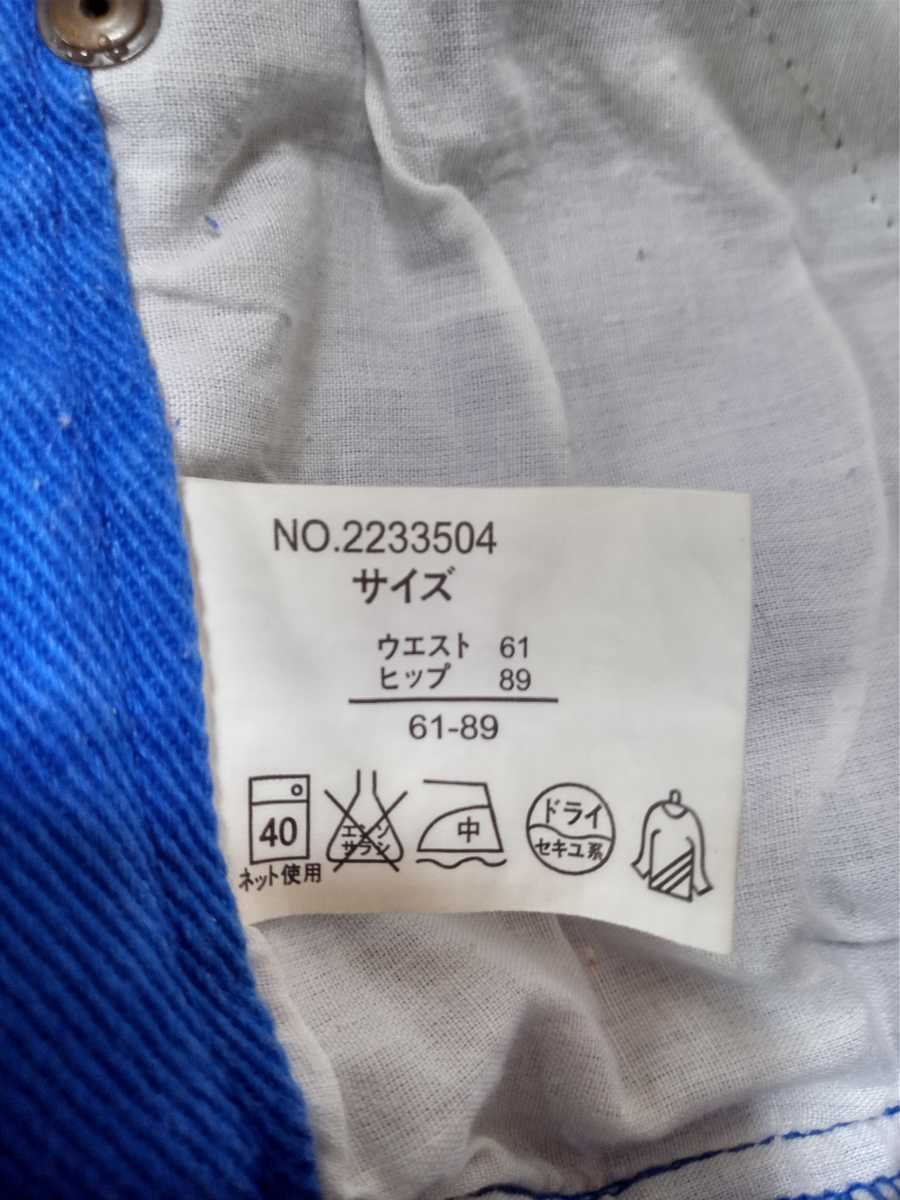 NO.2233504
サイズ
ウエスト 61
ヒップ 89
61-89
40
ネット使用
エンソ
サラシ
中
ドライ
セキユ系